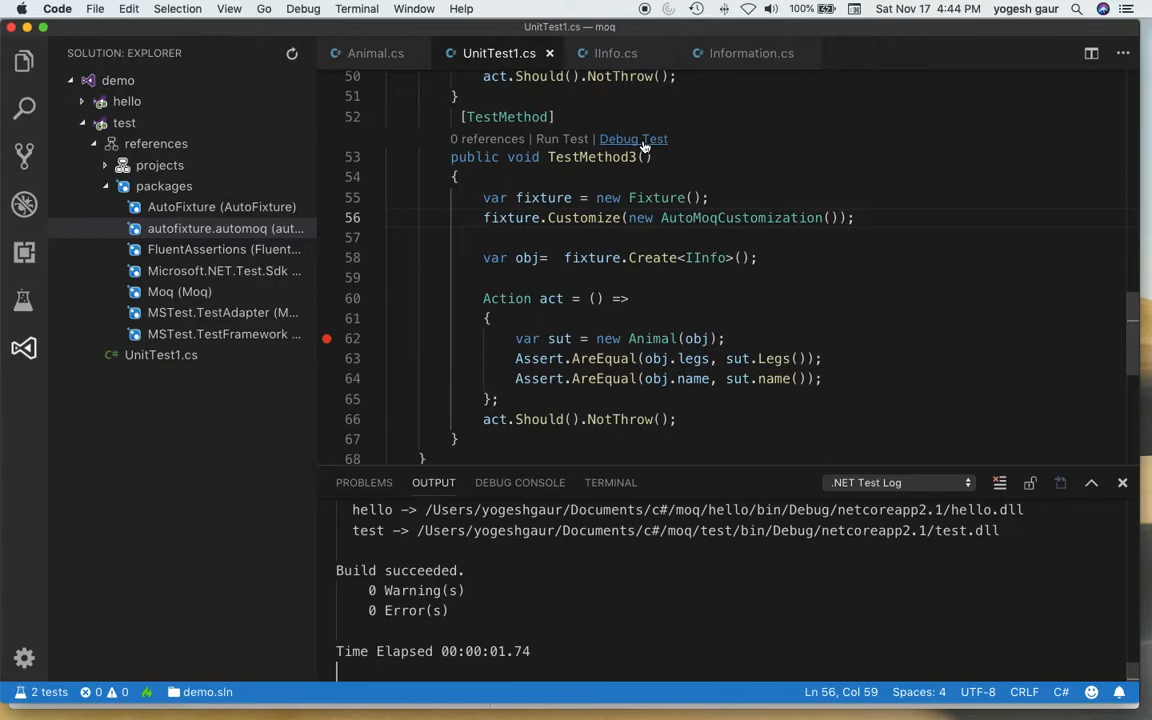 Code File Edit Selection View Go Debug Terminal Window Help 100% Sat Nov 17 4:44 PM yogesh gaur
UnitTest1.cs — moq
SOLUTION: EXPLORER
Animal.cs UnitTest1.cs IInfo.cs Information.cs
demo
hello
test
references
projects
packages
AutoFixture (AutoFixture)
autofixture.automoq (aut...
FluentAssertions (Fluent...
Microsoft.NET.Test.Sdk ...
Moq (Moq)
MSTest.TestAdapter (M...
MSTest.TestFramework ...
UnitTest1.cs
50 act.Should().NotThrow();
51 }
52 [TestMethod]
0 references | Run Test | Debug Test
53 public void TestMethod3()
54 {
55 var fixture = new Fixture();
56 fixture.Customize(new AutoMoqCustomization());
57
58 var obj= fixture.Create<IInfo>();
59
60 Action act = () =>
61 {
62 var sut = new Animal(obj);
63 Assert.AreEqual(obj.legs, sut.Legs());
64 Assert.AreEqual(obj.name, sut.name());
65 };
66 act.Should().NotThrow();
67 }
68 }
PROBLEMS OUTPUT DEBUG CONSOLE TERMINAL .NET Test Log
hello -> /Users/yogeshgaur/Documents/c#/moq/hello/bin/Debug/netcoreapp2.1/hello.dll
test -> /Users/yogeshgaur/Documents/c#/moq/test/bin/Debug/netcoreapp2.1/test.dll
Build succeeded.
0 Warning(s)
0 Error(s)
Time Elapsed 00:00:01.74
2 tests 0 0 demo.sln Ln 56, Col 59 Spaces: 4 UTF-8 CRLF C#